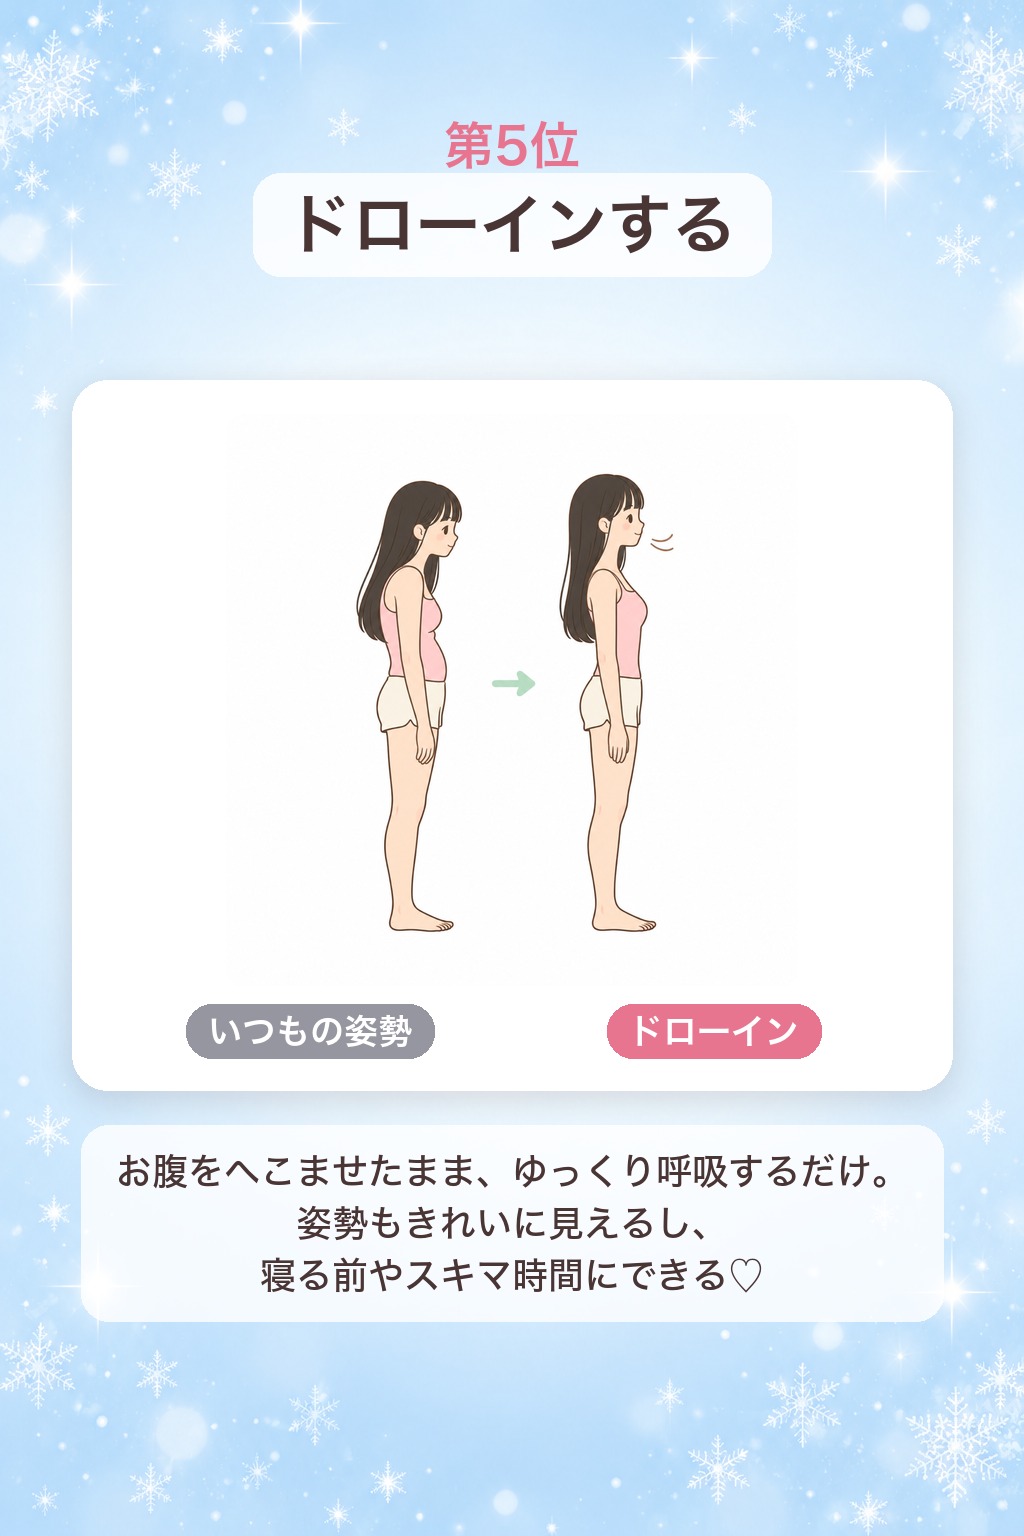 第5位
ドローインする
いつもの姿勢
ドローイン
お腹をへこませたまま、ゆっくり呼吸するだけ。
姿勢もきれいに見えるし、
寝る前やスキマ時間にできる♡